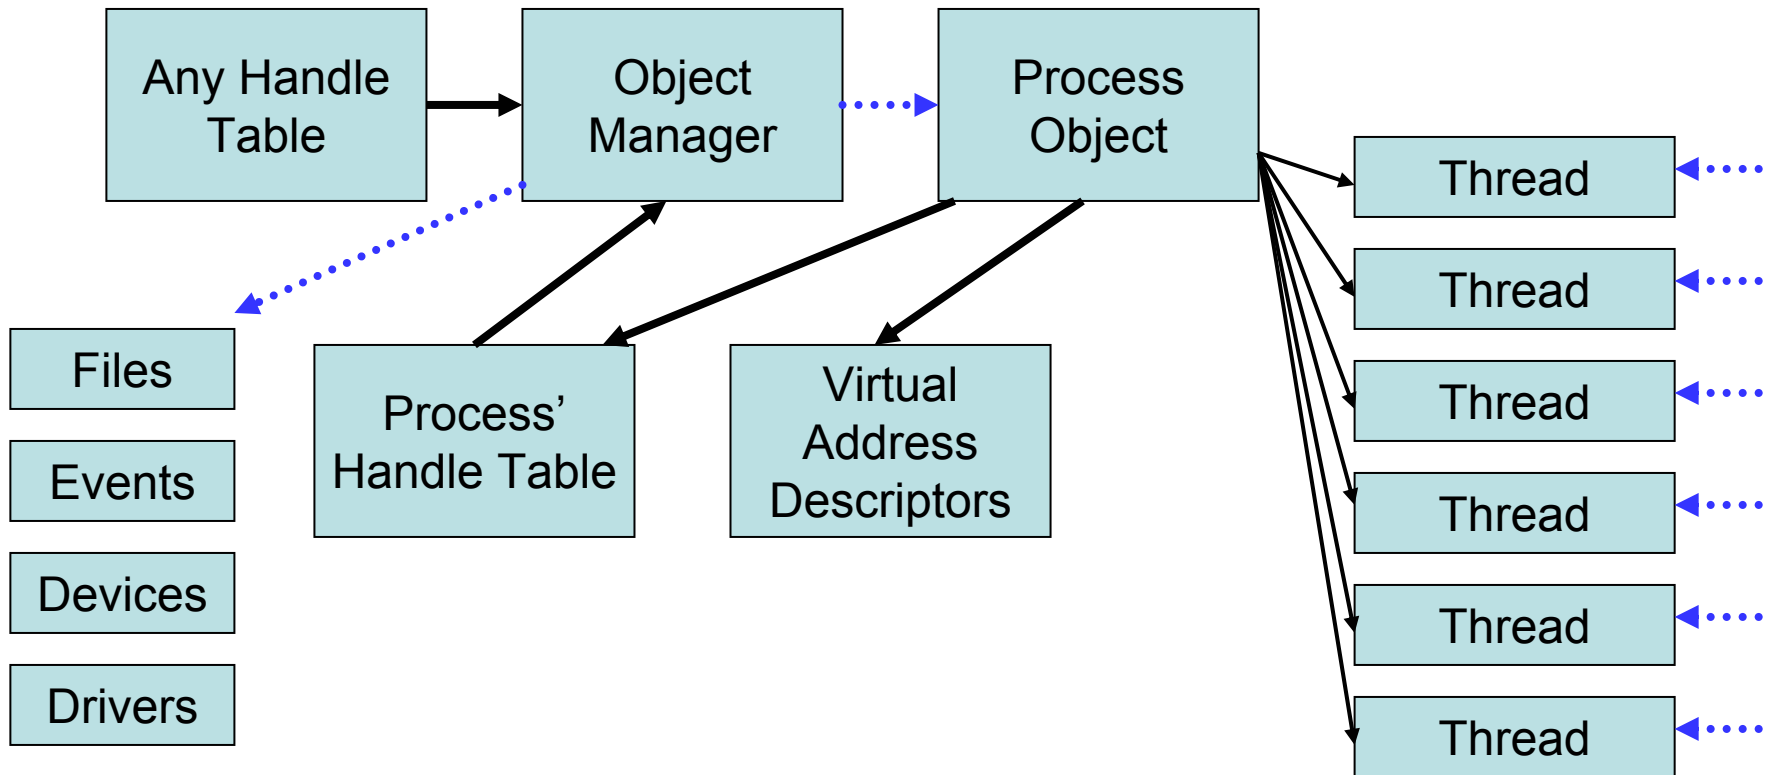 Any Handle
Table
Object
Manager
Process
Object
Thread
Thread
Thread
Thread
Thread
Thread
Files
Events
Devices
Drivers
Process’
Handle Table
Virtual
Address
Descriptors